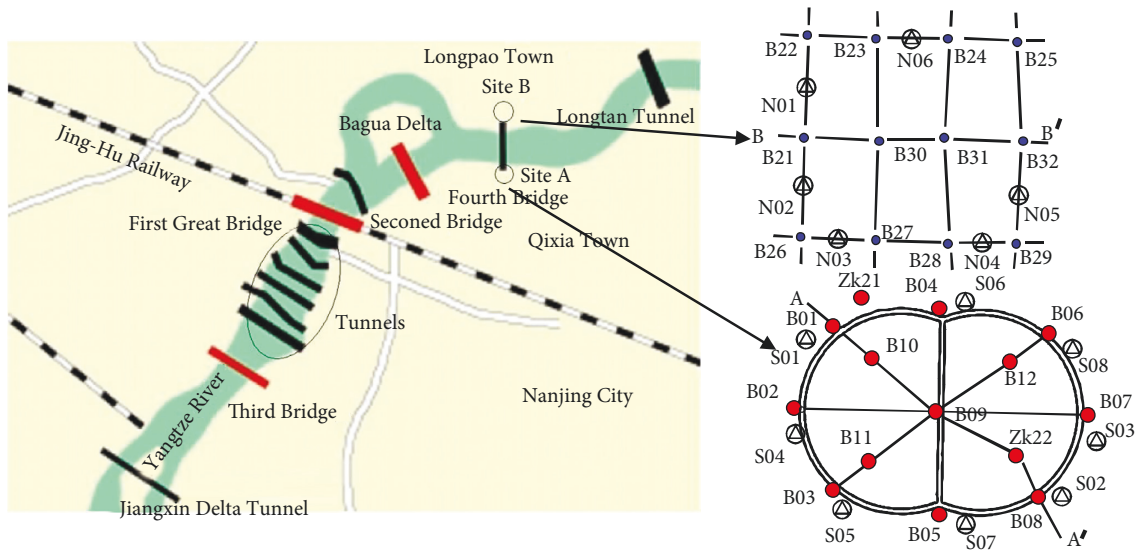 Longpao Town
Site B
Longtan Tunnel
Bagua Delta
Jing-Hu Railway
Site A
Fourth Bridge
First Great Bridge
Seconed Bridge
Qixia Town
Tunnels
Nanjing City
Third Bridge
Yangtze River
Jiangxin Delta Tunnel
B22
B23
N06
B24
B25
N01
B
B21
B30
B31
B32
B′
N02
N05
B26
N03
B27
B28
N04
B29
Zk21
B04
S06
A
B01
B06
S01
B10
B12
S08
B02
B09
B07
S03
S04
B11
Zk22
B03
S05
B05
S07
B08
S02
A′